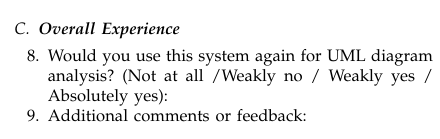 C. Overall Experience
8. Would you use this system again for UML diagram
analysis? (Not at all /Weakly no / Weakly yes /
Absolutely yes):
9. Additional comments or feedback: